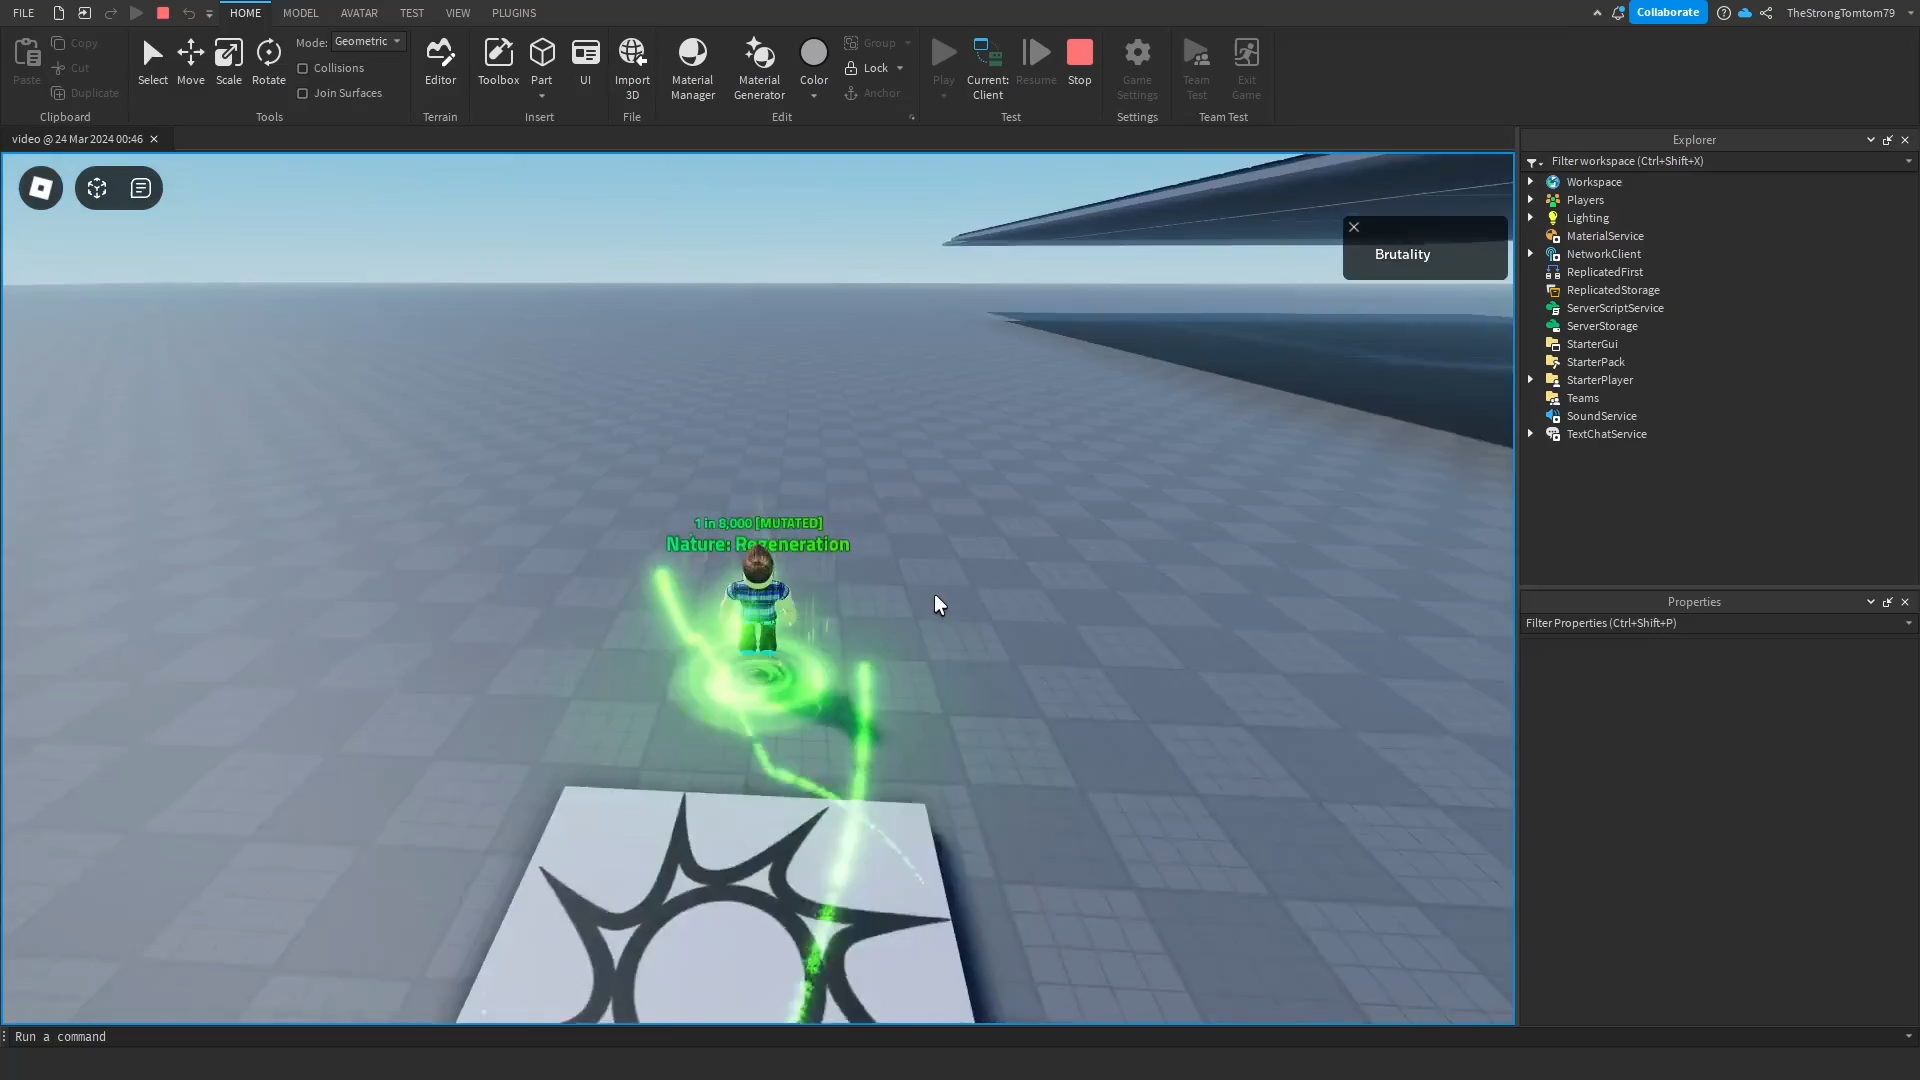 FILE
HOME
MODEL
AVATAR
TEST
VIEW
PLUGINS
Collaborate
TheStrongTomtom79
Paste
Copy
Cut
Duplicate
Clipboard
Select
Move
Scale
Rotate
Mode: Geometric
Collisions
Join Surfaces
Tools
Editor
Terrain
Toolbox
Part
UI
Insert
Import
3D
File
Material
Manager
Material
Generator
Color
Group
Lock
Anchor
Edit
Play
Current:
Client
Resume
Stop
Test
Game
Settings
Settings
Team
Test
Exit
Game
Team Test
video @ 24 Mar 2024 00:46
Brutality
1 in 8,000 [MUTATED]
Nature: Regeneration
Explorer
Filter workspace (Ctrl+Shift+X)
Workspace
Players
Lighting
MaterialService
NetworkClient
ReplicatedFirst
ReplicatedStorage
ServerScriptService
ServerStorage
StarterGui
StarterPack
StarterPlayer
Teams
SoundService
TextChatService
Properties
Filter Properties (Ctrl+Shift+P)
Run a command